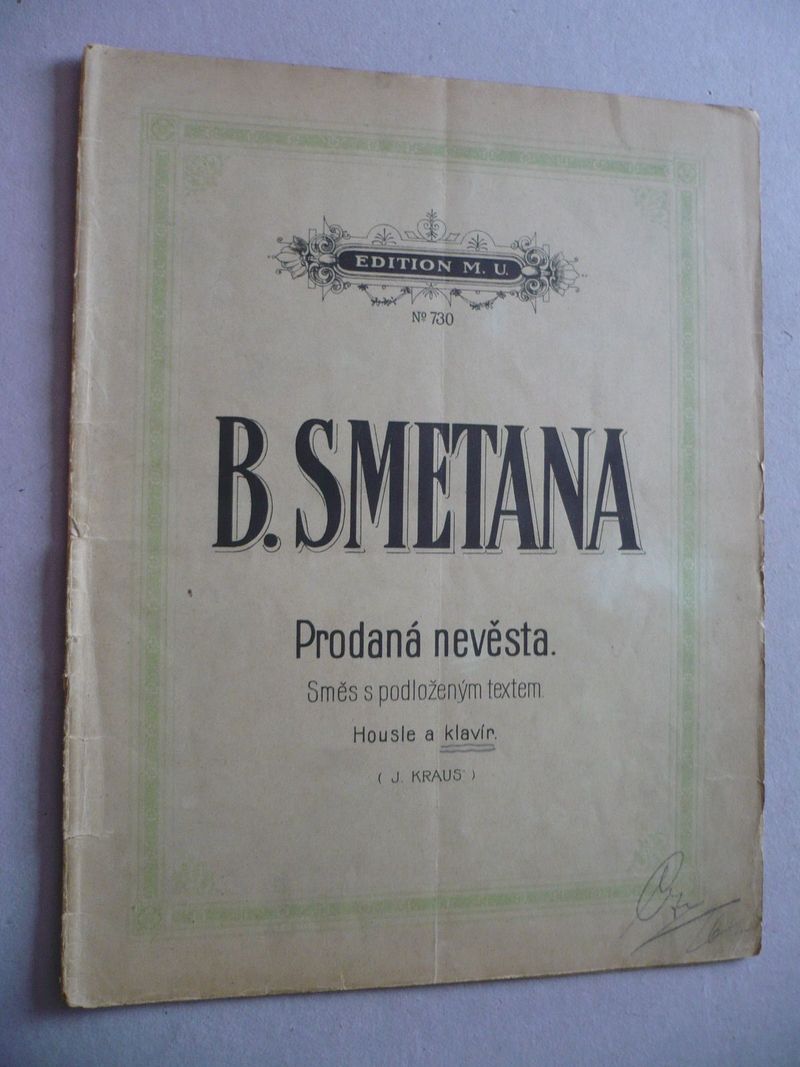 EDITION M. U.
Nº 730
B. SMETANA
Prodaná nevěsta.
Směs s podloženým textem.
Housle a klavír.
( J. KRAUS )